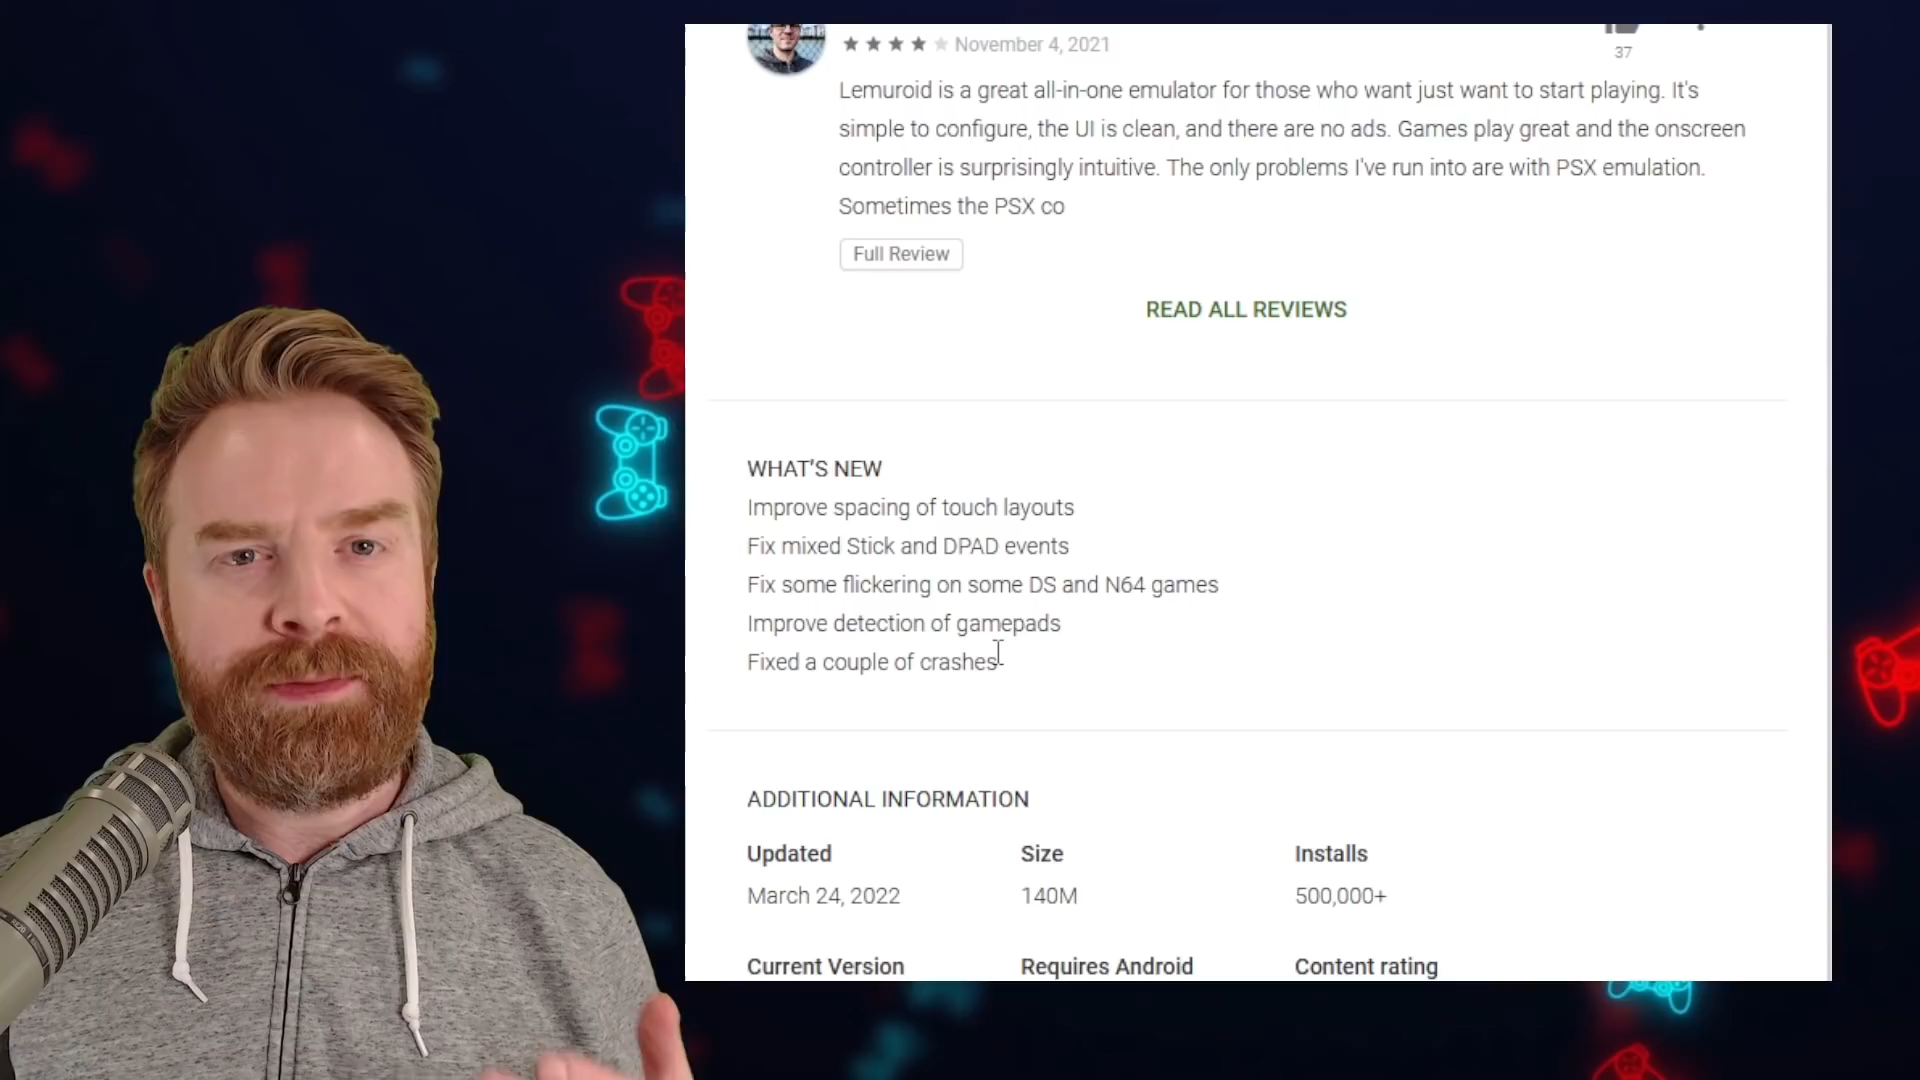 November 4, 2021
37
Lemuroid is a great all-in-one emulator for those who want just want to start playing. It's
simple to configure, the UI is clean, and there are no ads. Games play great and the onscreen
controller is surprisingly intuitive. The only problems I've run into are with PSX emulation.
Sometimes the PSX co
Full Review
READ ALL REVIEWS
WHAT'S NEW
Improve spacing of touch layouts
Fix mixed Stick and DPAD events
Fix some flickering on some DS and N64 games
Improve detection of gamepads
Fixed a couple of crashes
ADDITIONAL INFORMATION
Updated Size Installs
March 24, 2022 140M 500,000+
Current Version Requires Android Content rating